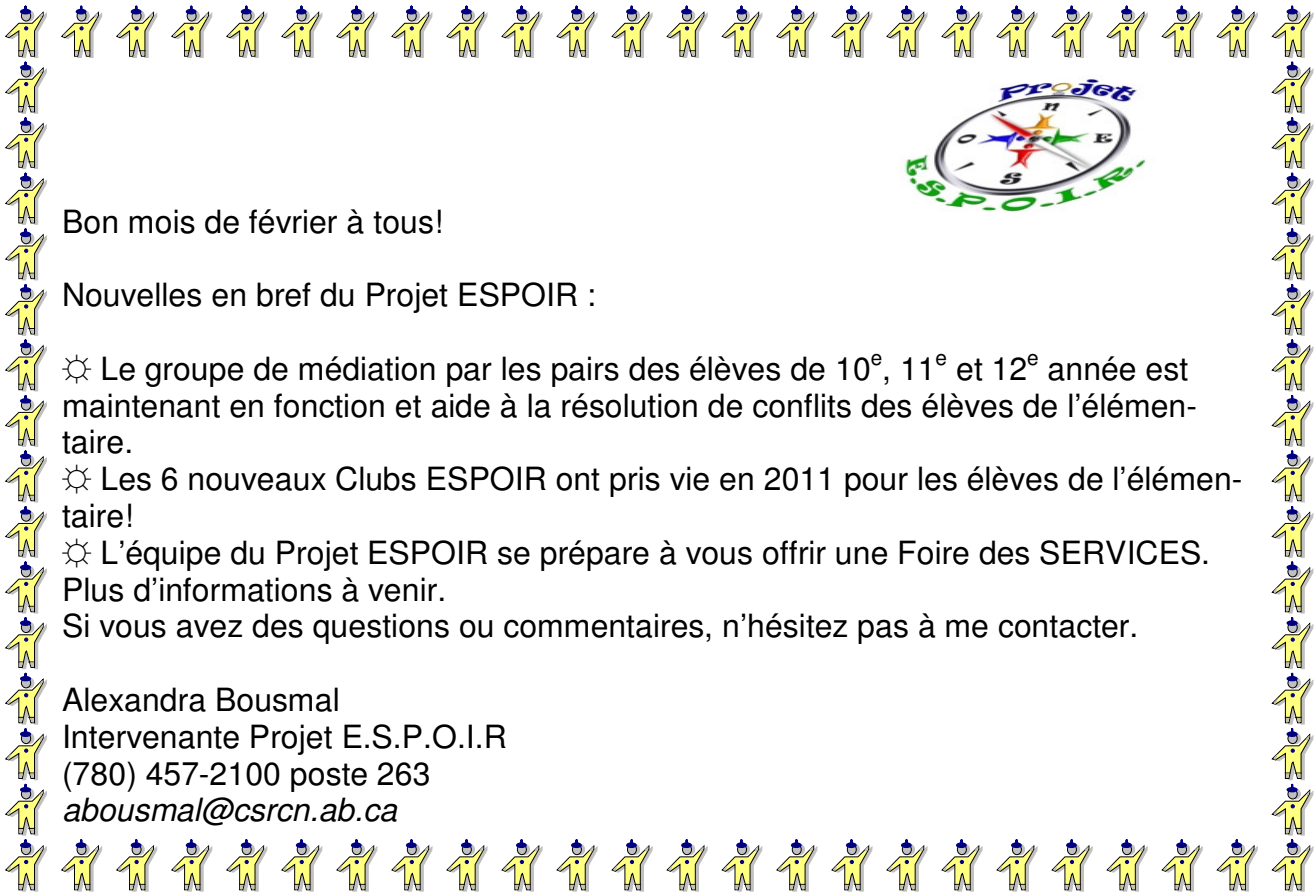 Projet
N
O E
S
E.S.P.O.I.R.
Bon mois de février à tous!
Nouvelles en bref du Projet ESPOIR :
☼ Le groupe de médiation par les pairs des élèves de 10e, 11e et 12e année est
maintenant en fonction et aide à la résolution de conflits des élèves de l’élémen-
taire.
☼ Les 6 nouveaux Clubs ESPOIR ont pris vie en 2011 pour les élèves de l’élémen-
taire!
☼ L’équipe du Projet ESPOIR se prépare à vous offrir une Foire des SERVICES.
Plus d’informations à venir.
Si vous avez des questions ou commentaires, n’hésitez pas à me contacter.
Alexandra Bousmal
Intervenante Projet E.S.P.O.I.R
(780) 457-2100 poste 263
abousmal@csrcn.ab.ca